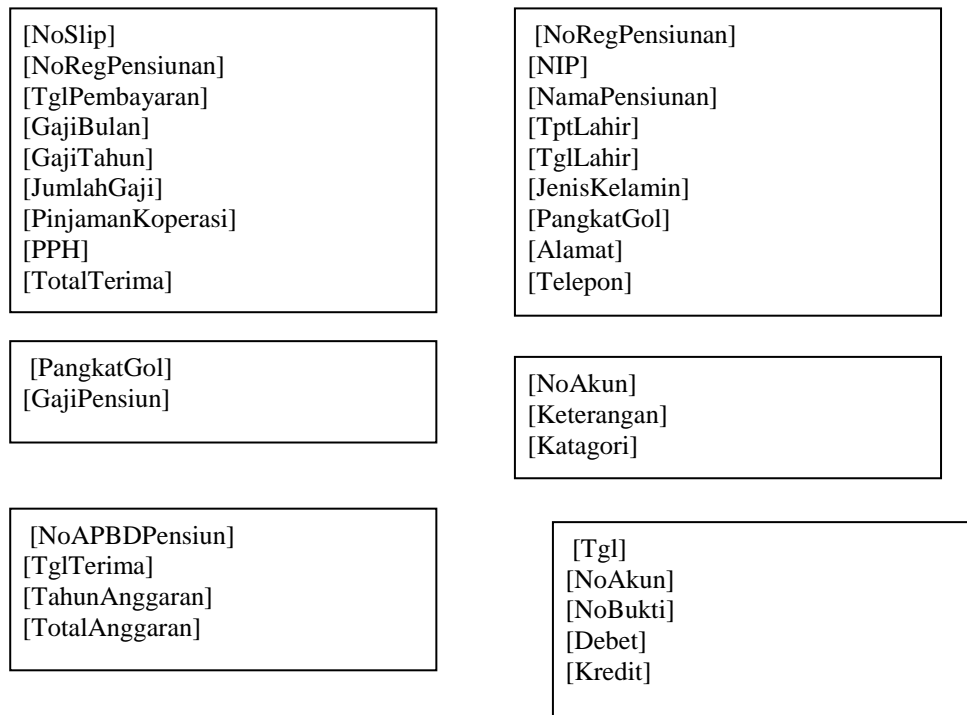 [NoSlip]
[NoRegPensiunan]
[TglPembayaran]
[GajiBulan]
[GajiTahun]
[JumlahGaji]
[PinjamanKoperasi]
[PPH]
[TotalTerima]
[NoRegPensiunan]
[NIP]
[NamaPensiunan]
[TptLahir]
[TglLahir]
[JenisKelamin]
[PangkatGol]
[Alamat]
[Telepon]
[PangkatGol]
[GajiPensiun]
[NoAkun]
[Keterangan]
[Katagori]
[NoAPBDPensiun]
[TglTerima]
[TahunAnggaran]
[TotalAnggaran]
[Tgl]
[NoAkun]
[NoBukti]
[Debet]
[Kredit]